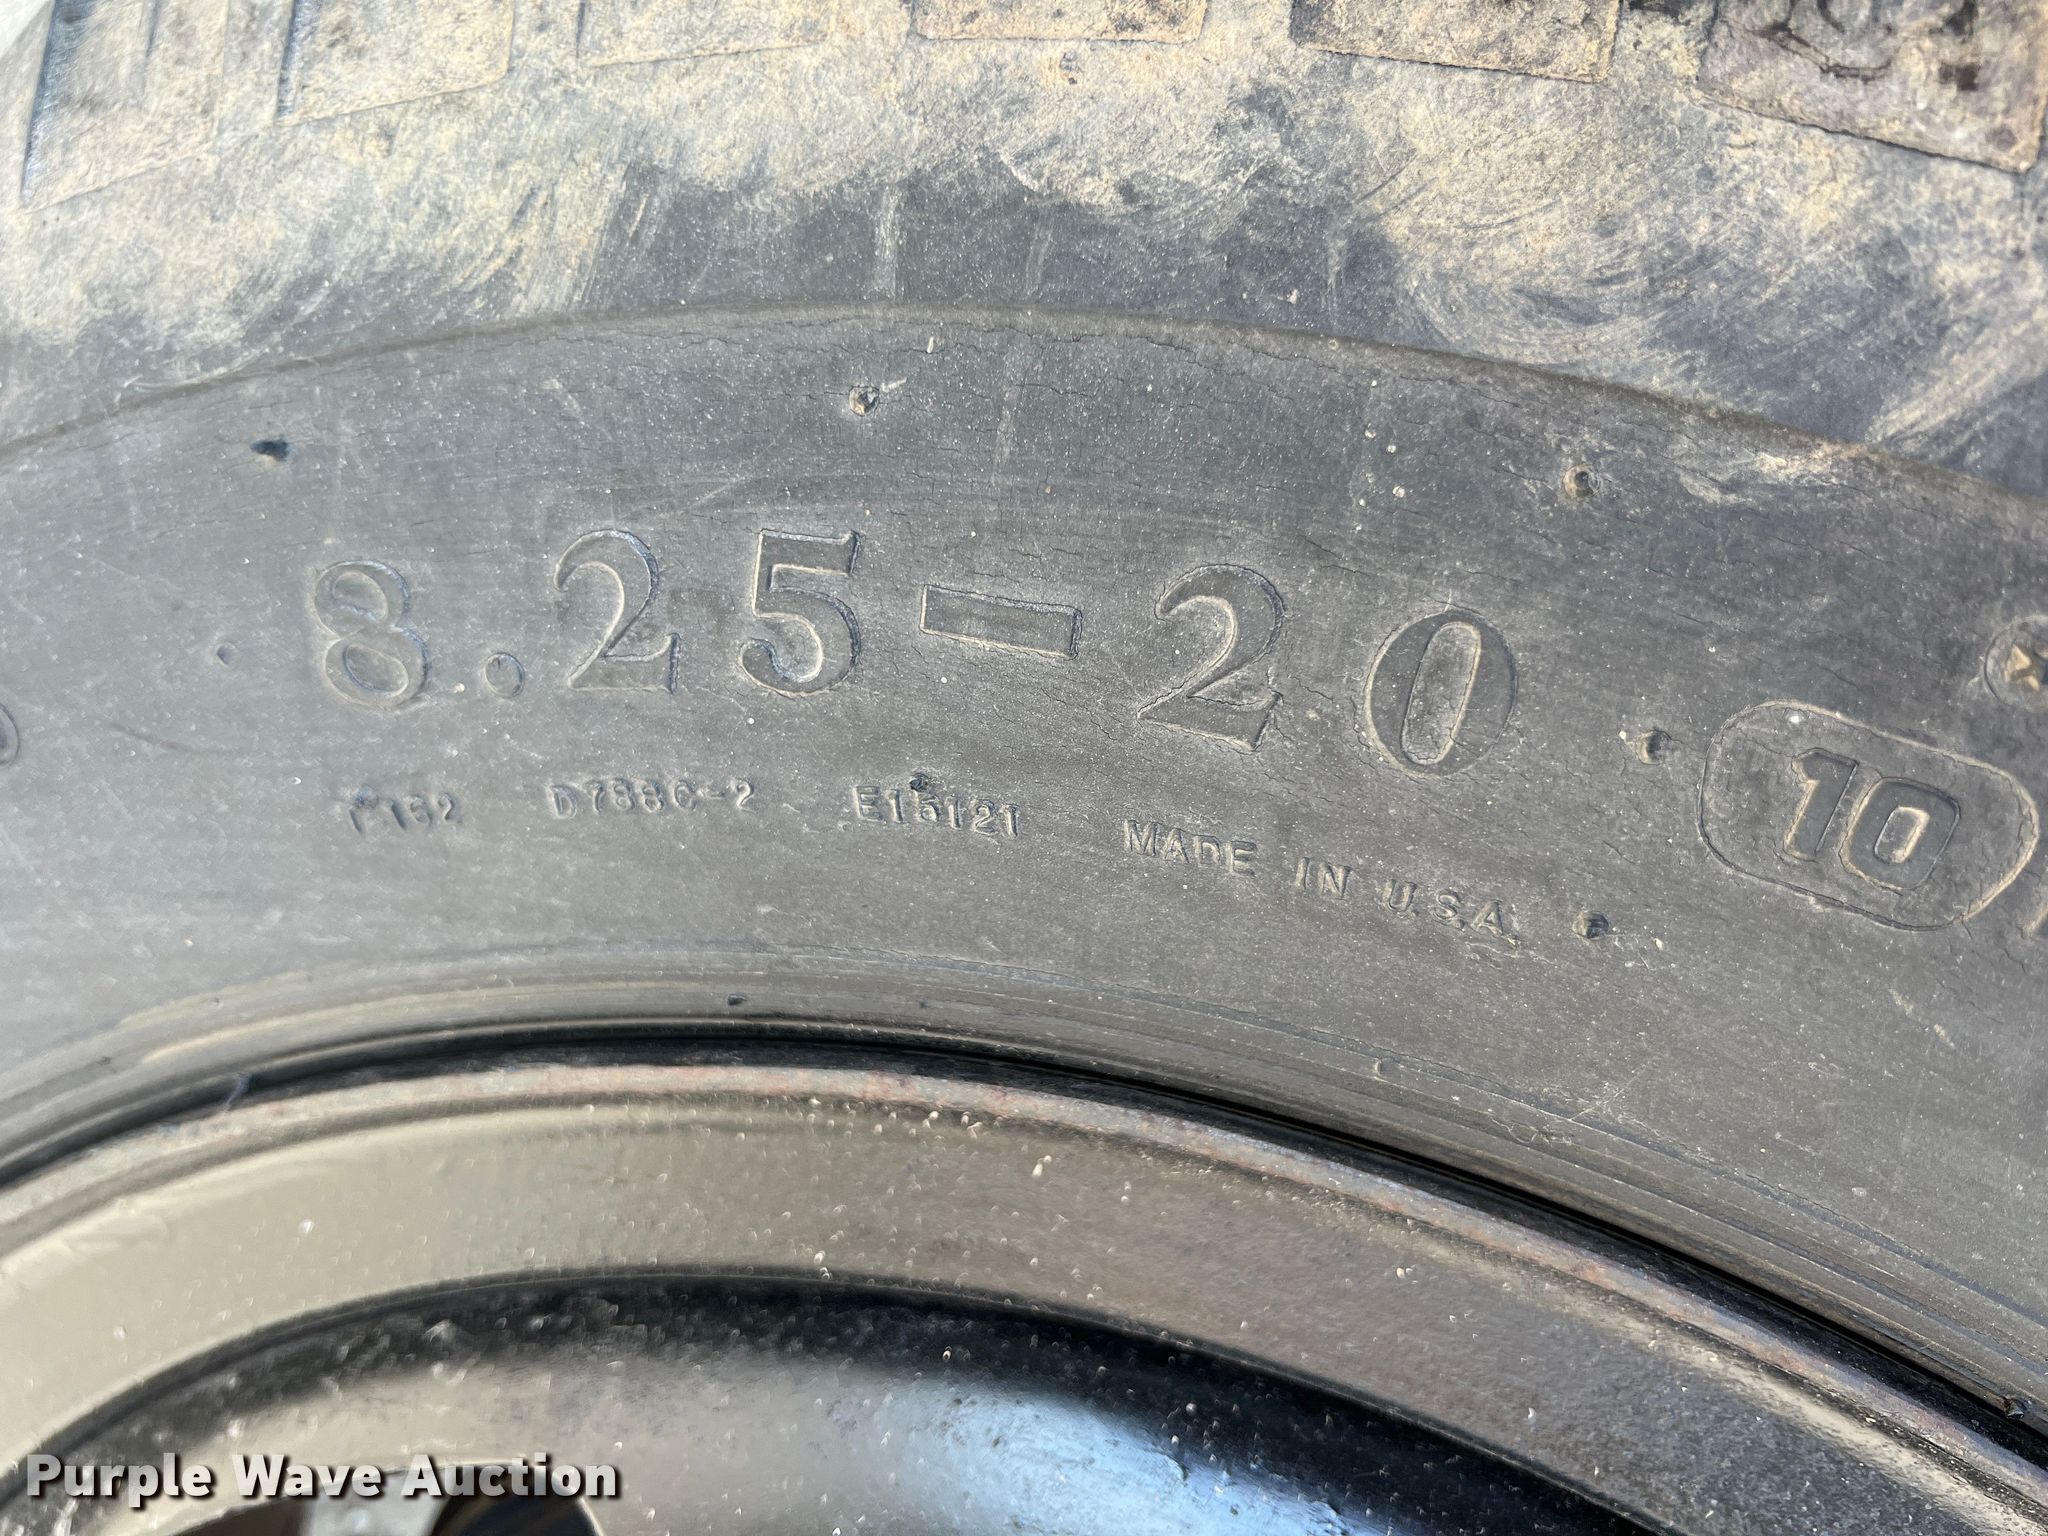 8.25-20
10
D788C-2 E15121 MADE IN U.S.A.
Purple Wave Auction